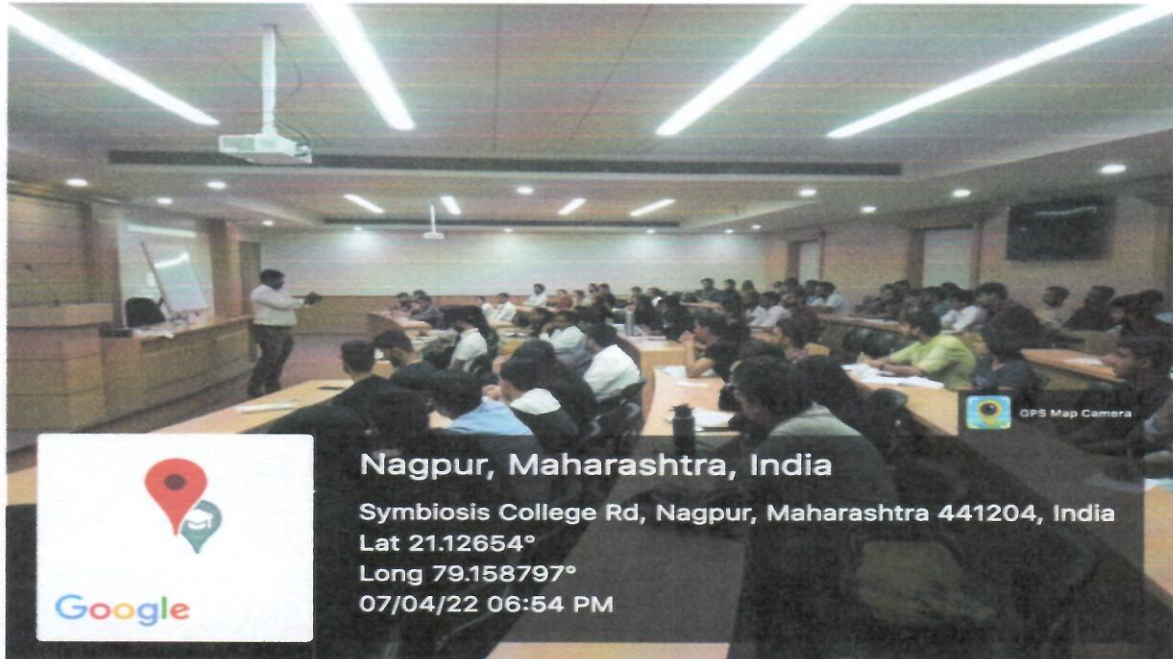 GPS Map Camera
Nagpur, Maharashtra, India
Symbiosis College Rd, Nagpur, Maharashtra 441204, India
Lat 21.12654°
Long 79.158797°
07/04/22 06:54 PM
Google